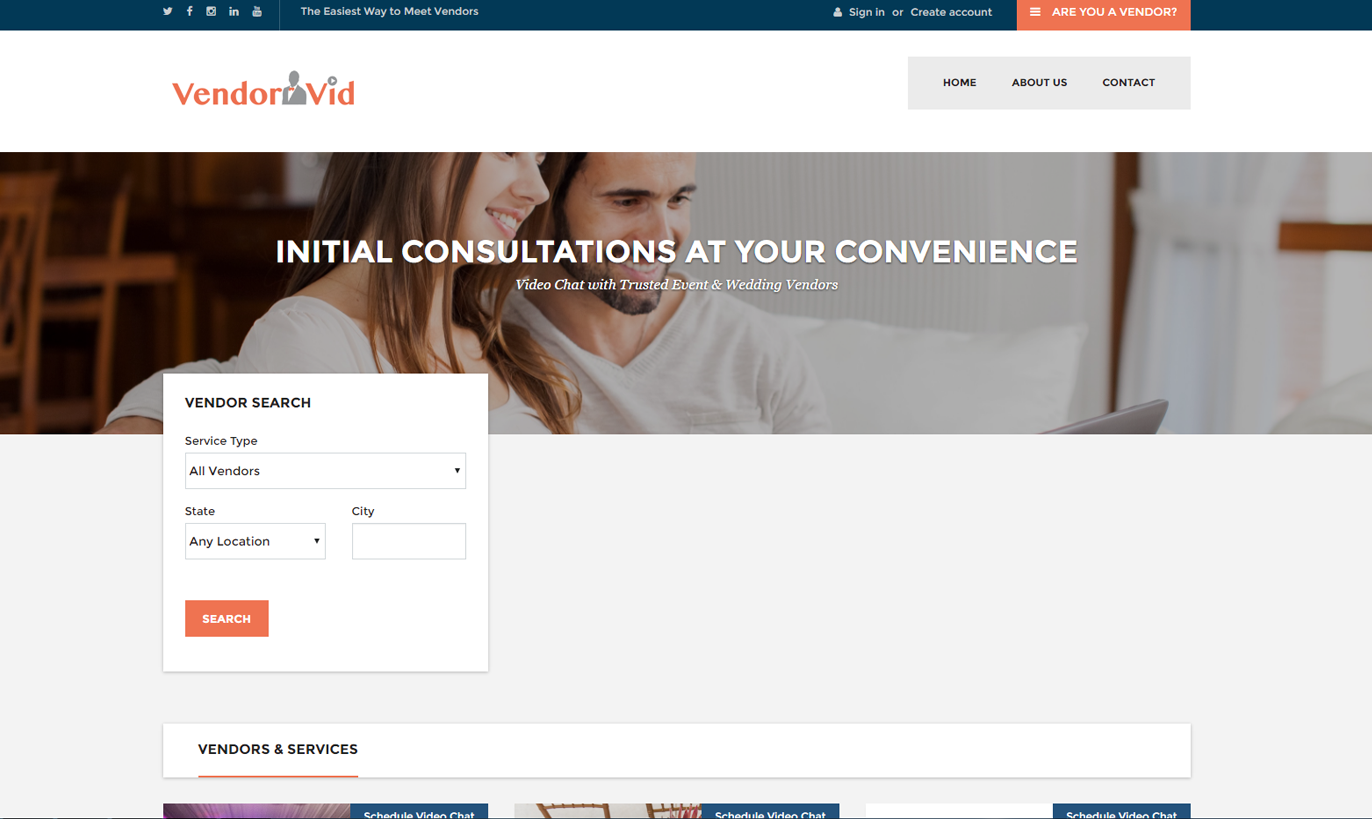 The Easiest Way to Meet Vendors
Sign in or Create account
ARE YOU A VENDOR?
VendorVid
HOME ABOUT US CONTACT
INITIAL CONSULTATIONS AT YOUR CONVENIENCE
Video Chat with Trusted Event & Wedding Vendors
VENDOR SEARCH
Service Type
All Vendors
State City
Any Location
SEARCH
VENDORS & SERVICES
Schedule Video Chat Schedule Video Chat Schedule Video Chat